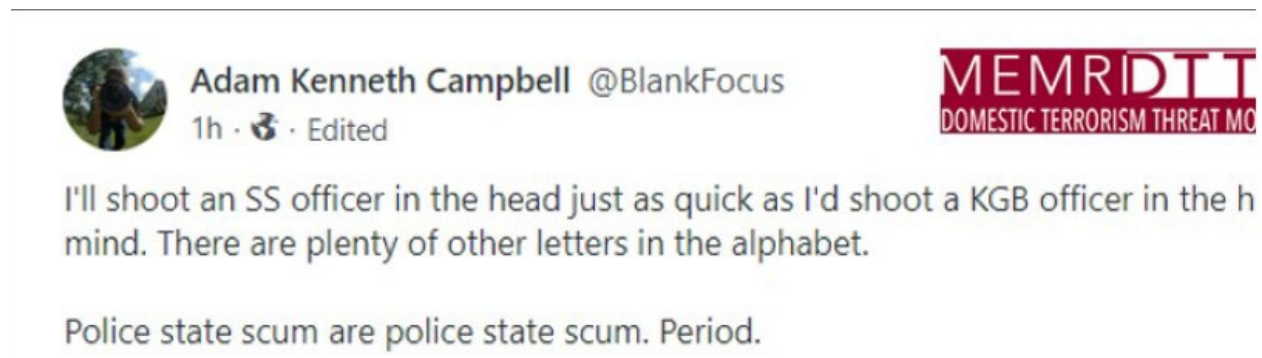 Adam Kenneth Campbell @BlankFocus
MEMRI DTT
DOMESTIC TERRORISM THREAT MO
1h · · Edited
I'll shoot an SS officer in the head just as quick as I'd shoot a KGB officer in the h
mind. There are plenty of other letters in the alphabet.
Police state scum are police state scum. Period.